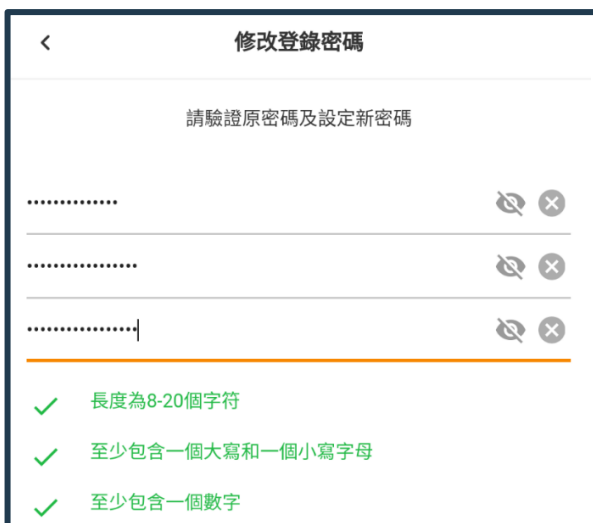 修改登錄密碼
請驗證原密碼及設定新密碼
••••••••••••••
•••••••••••••••••
•••••••••••••••••
長度為8-20個字符
至少包含一個大寫和一個小寫字母
至少包含一個數字